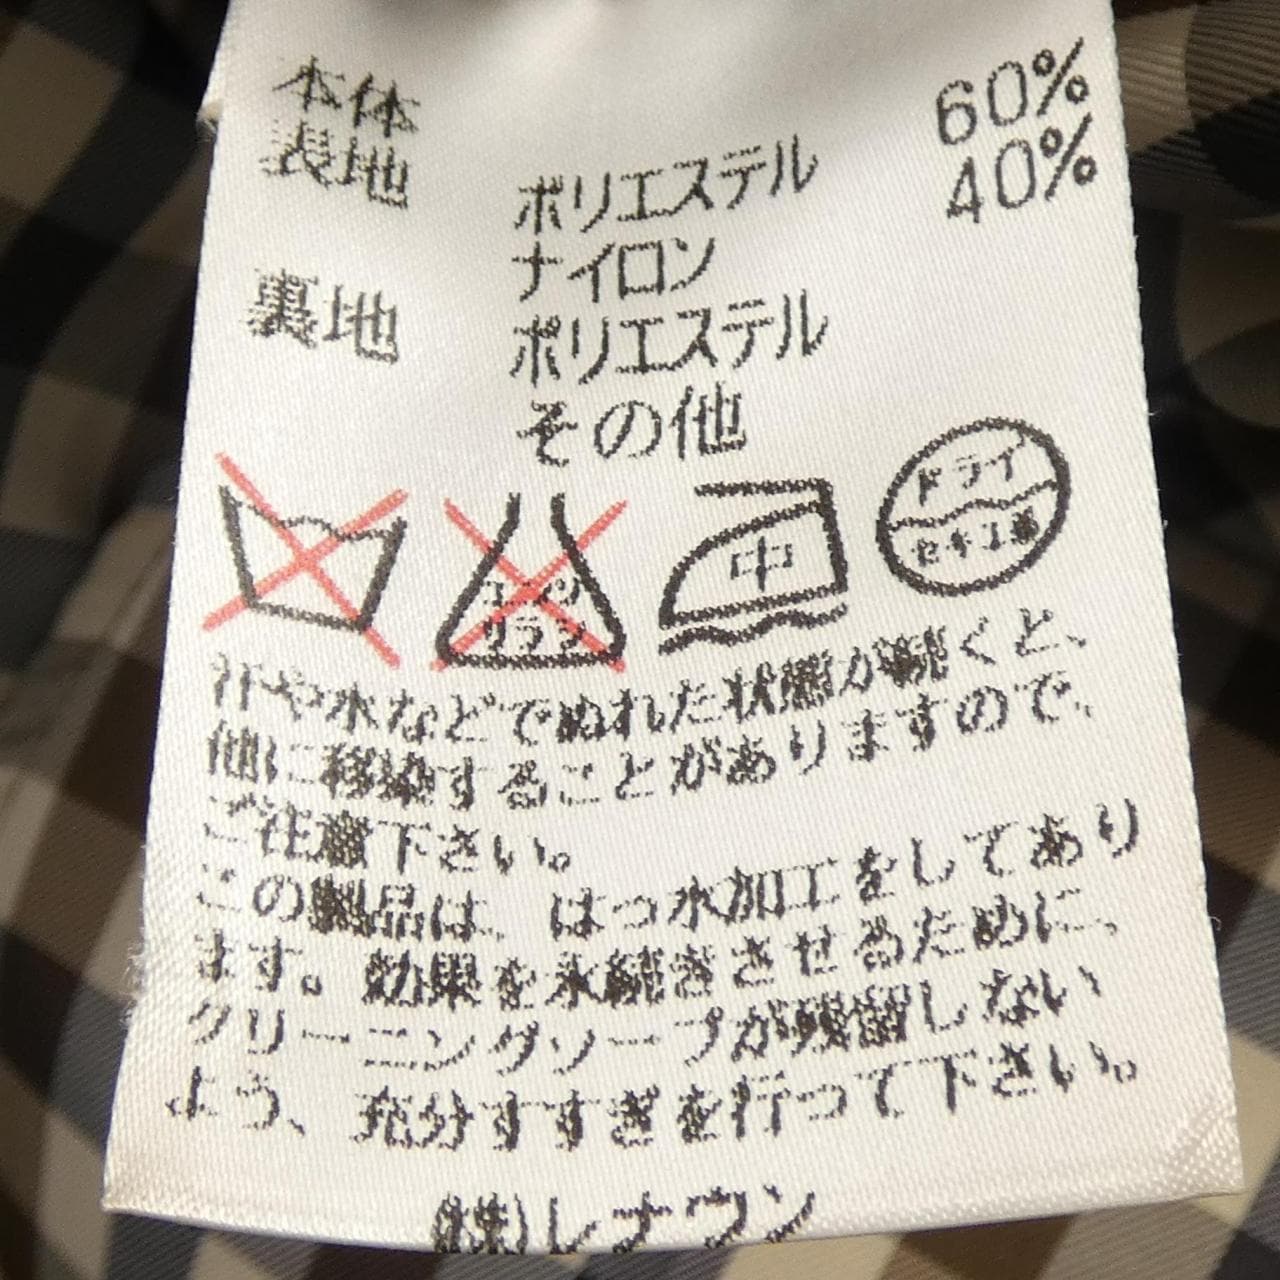 本体
表地 ポリエステル 60%
ナイロン 40%
裏地 ポリエステル
その他
エンソ
サラシ
中
ドライ
セキユ系
汗や水などでぬれた状態が続くと、
他に移染することがありますので、
ご注意下さい。
この製品は、はっ水加工をしてあり
ます。効果を永続きさせるために、
クリーニングソープが残留しない
よう、充分すすぎを行って下さい。
(株)レナウン